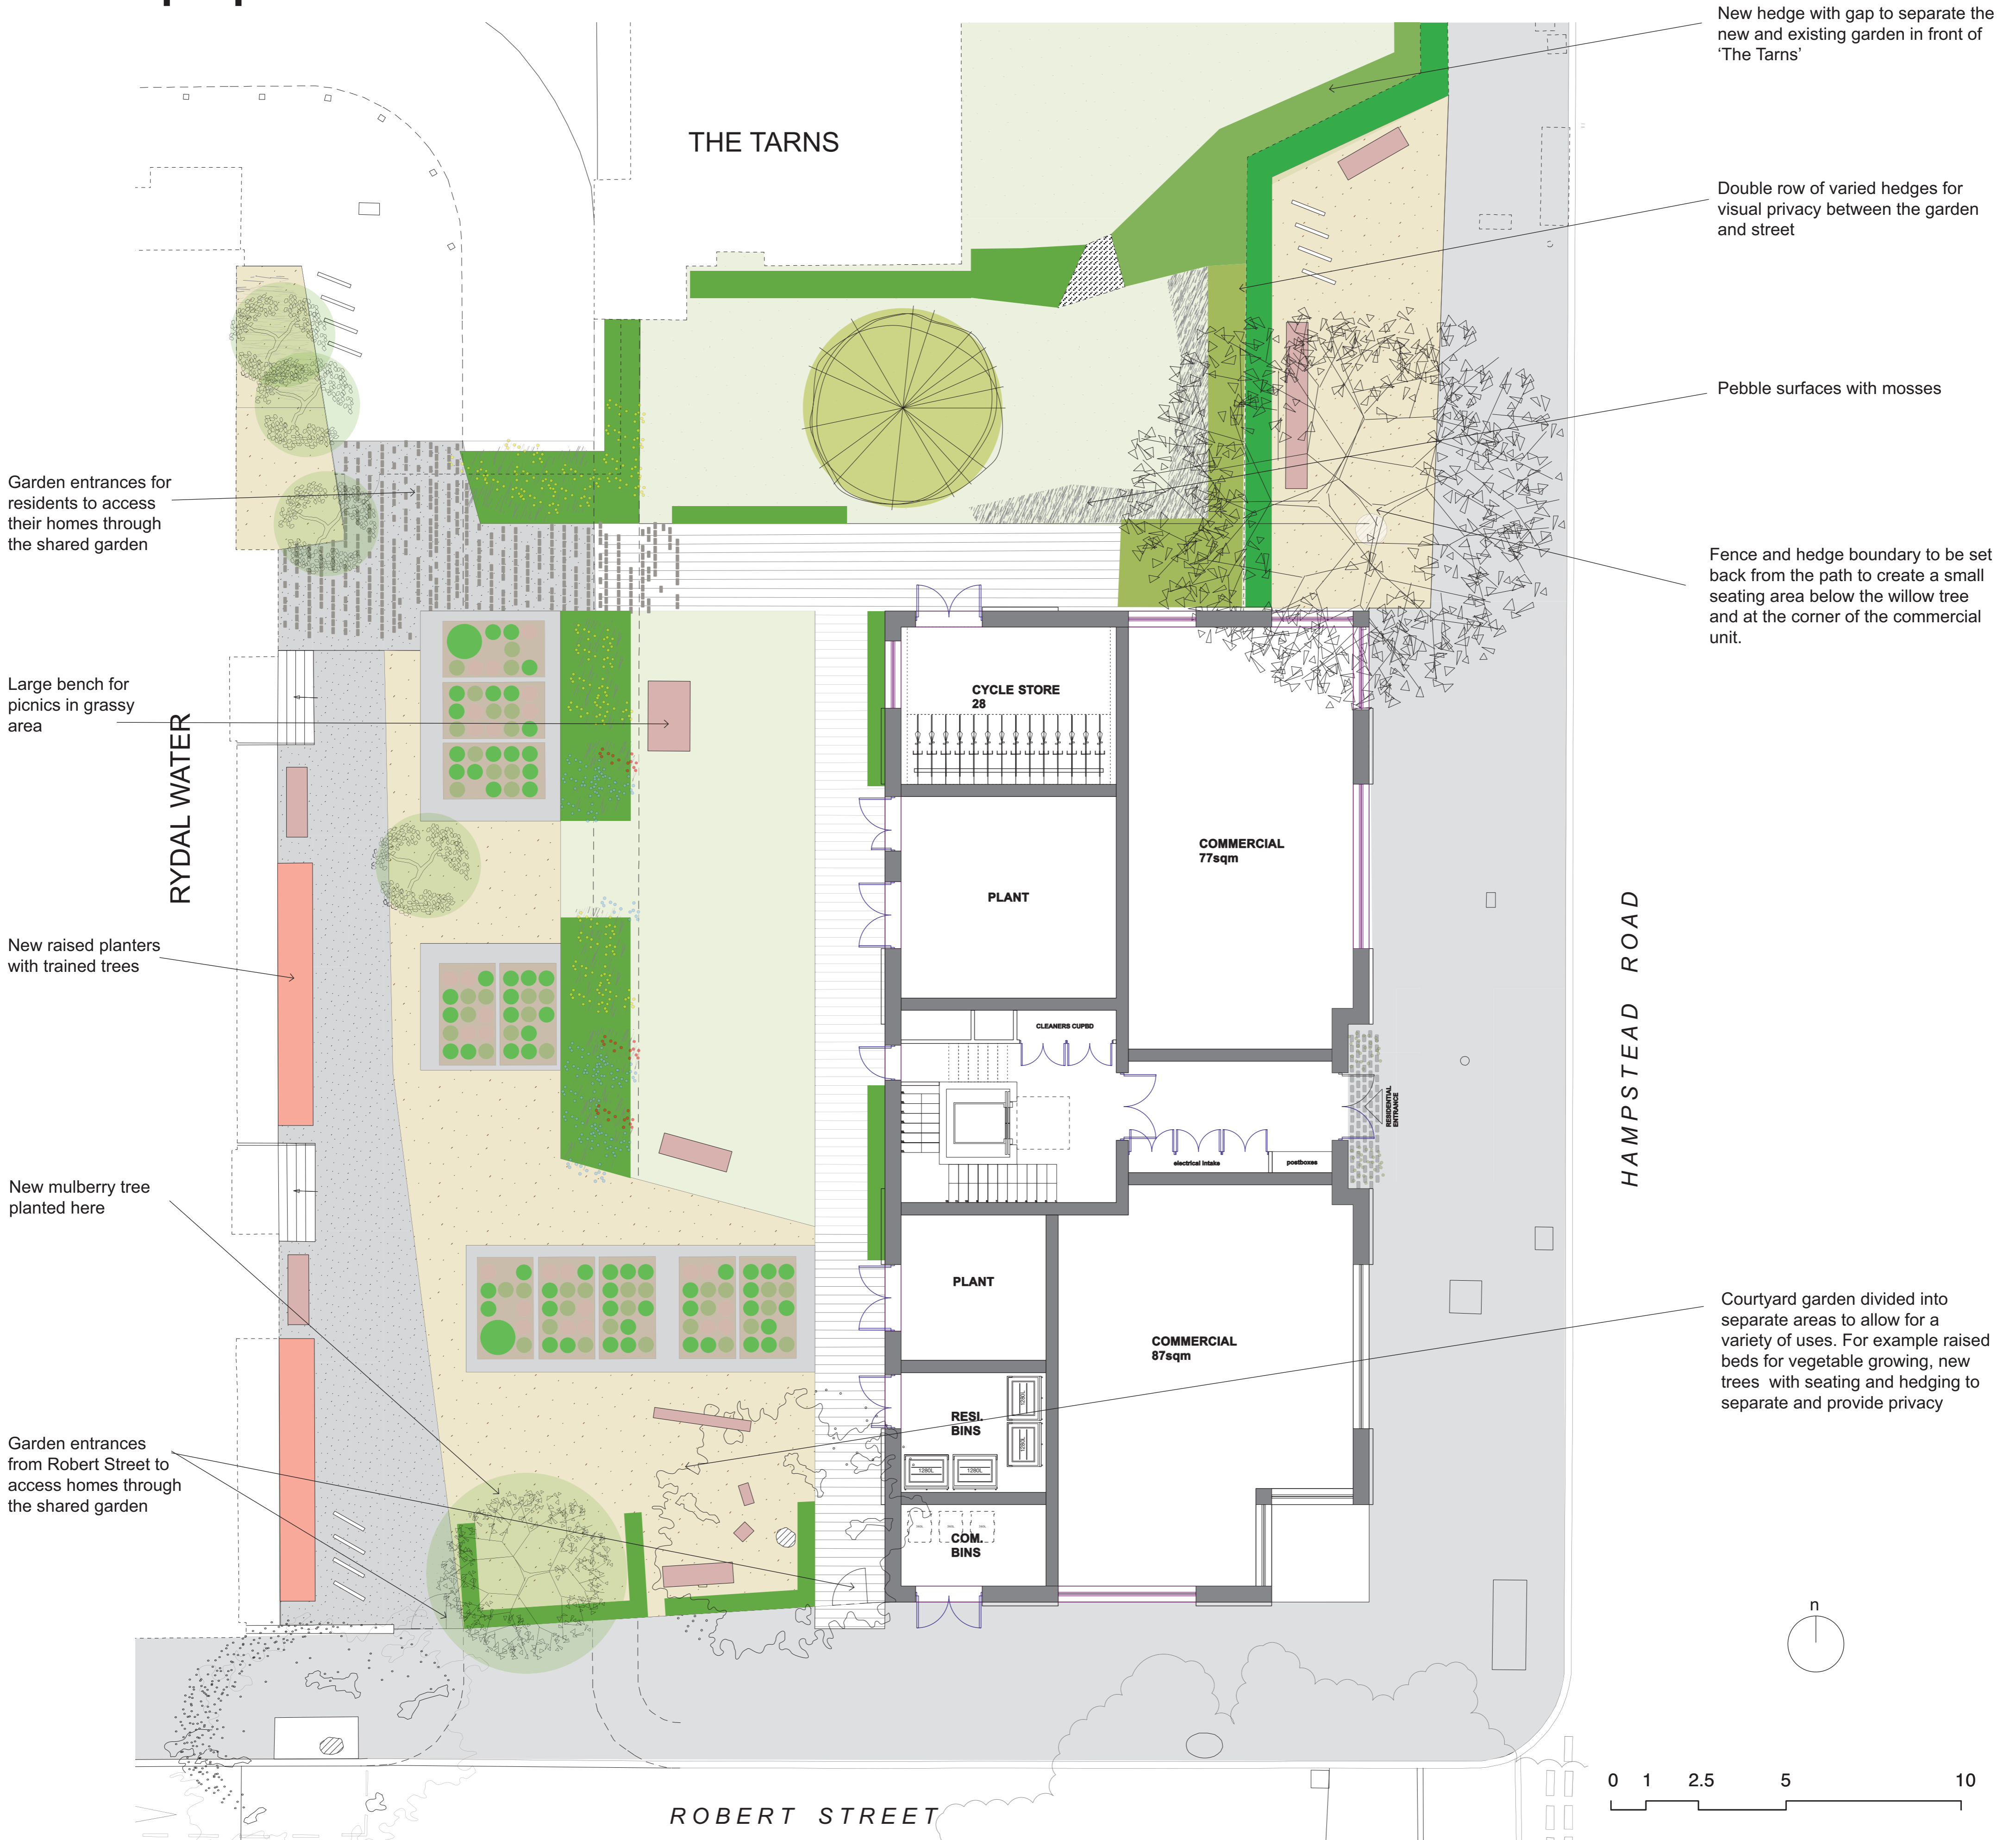 New hedge with gap to separate the
new and existing garden in front of
‘The Tarns’
THE TARNS
Double row of varied hedges for
visual privacy between the garden
and street
Pebble surfaces with mosses
Garden entrances for
residents to access
their homes through
the shared garden
Fence and hedge boundary to be set
back from the path to create a small
seating area below the willow tree
and at the corner of the commercial
unit.
Large bench for
picnics in grassy
area
RYDAL WATER
CYCLE STORE
28
COMMERCIAL
77sqm
PLANT
HAMPSTEAD ROAD
New raised planters
with trained trees
CLEANERS CUPBD
RESIDENTIAL
ENTRANCE
electrical intake
postboxes
New mulberry tree
planted here
PLANT
COMMERCIAL
87sqm
Courtyard garden divided into
separate areas to allow for a
variety of uses. For example raised
beds for vegetable growing, new
trees with seating and hedging to
separate and provide privacy
RESI.
BINS
1280L
1280L
1280L
1280L
Garden entrances
from Robert Street to
access homes through
the shared garden
COM.
BINS
n
0 1 2.5 5 10
ROBERT STREET